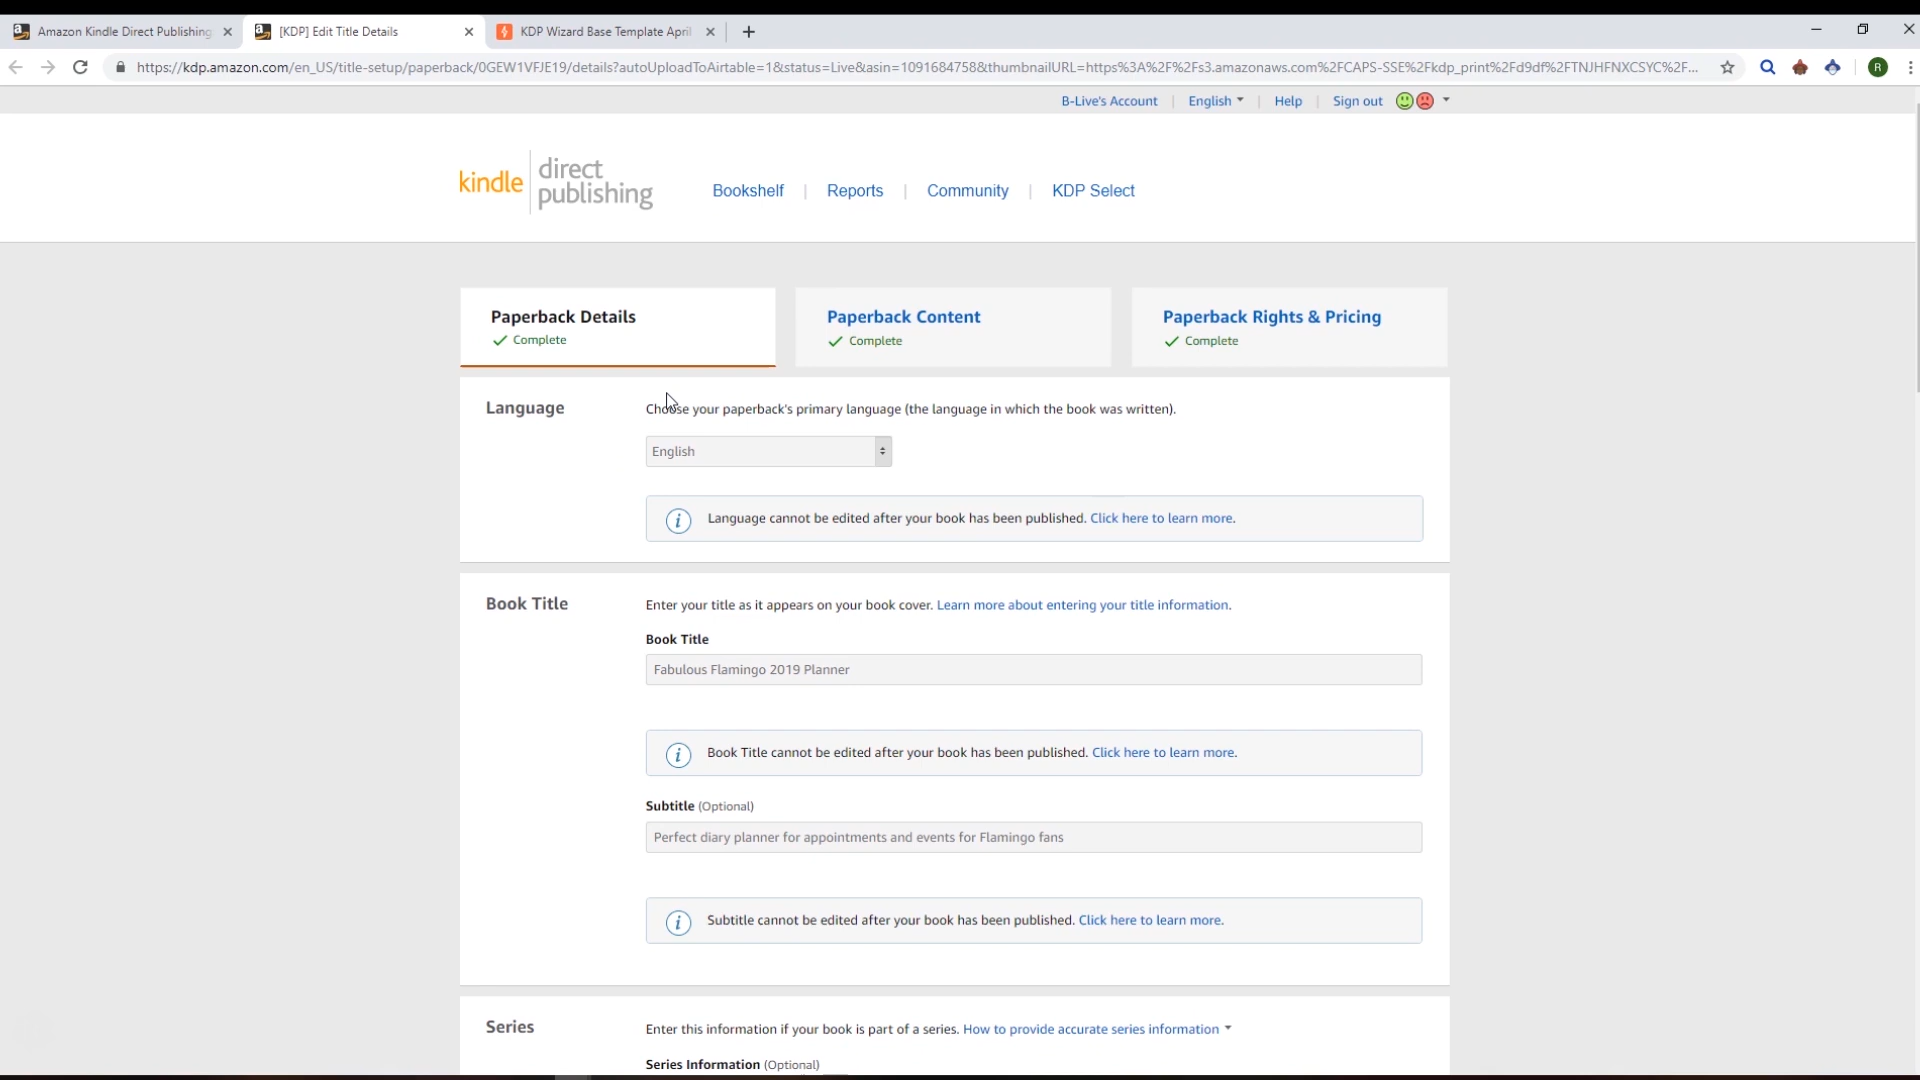 Amazon Kindle Direct Publishing
[KDP] Edit Title Details
KDP Wizard Base Template April
https://kdp.amazon.com/en_US/title-setup/paperback/0GEW1VFJE19/details?autoUploadToAirtable=1&status=Live&asin=1091684758&thumbnailURL=https%3A%2F%2Fs3.amazonaws.com%2FCAPS-SSE%2Fkdp_print%2Fd9df%2FTNJHFNXCSYC%2F...
R
B-Live's Account | English | Help | Sign out
kindle direct publishing
Bookshelf | Reports | Community | KDP Select
Paperback Details
Complete
Paperback Content
Complete
Paperback Rights & Pricing
Complete
Language
Choose your paperback's primary language (the language in which the book was written).
English
Language cannot be edited after your book has been published. Click here to learn more.
Book Title
Enter your title as it appears on your book cover. Learn more about entering your title information.
Book Title
Fabulous Flamingo 2019 Planner
Book Title cannot be edited after your book has been published. Click here to learn more.
Subtitle (Optional)
Perfect diary planner for appointments and events for Flamingo fans
Subtitle cannot be edited after your book has been published. Click here to learn more.
Series
Enter this information if your book is part of a series. How to provide accurate series information
Series Information (Optional)